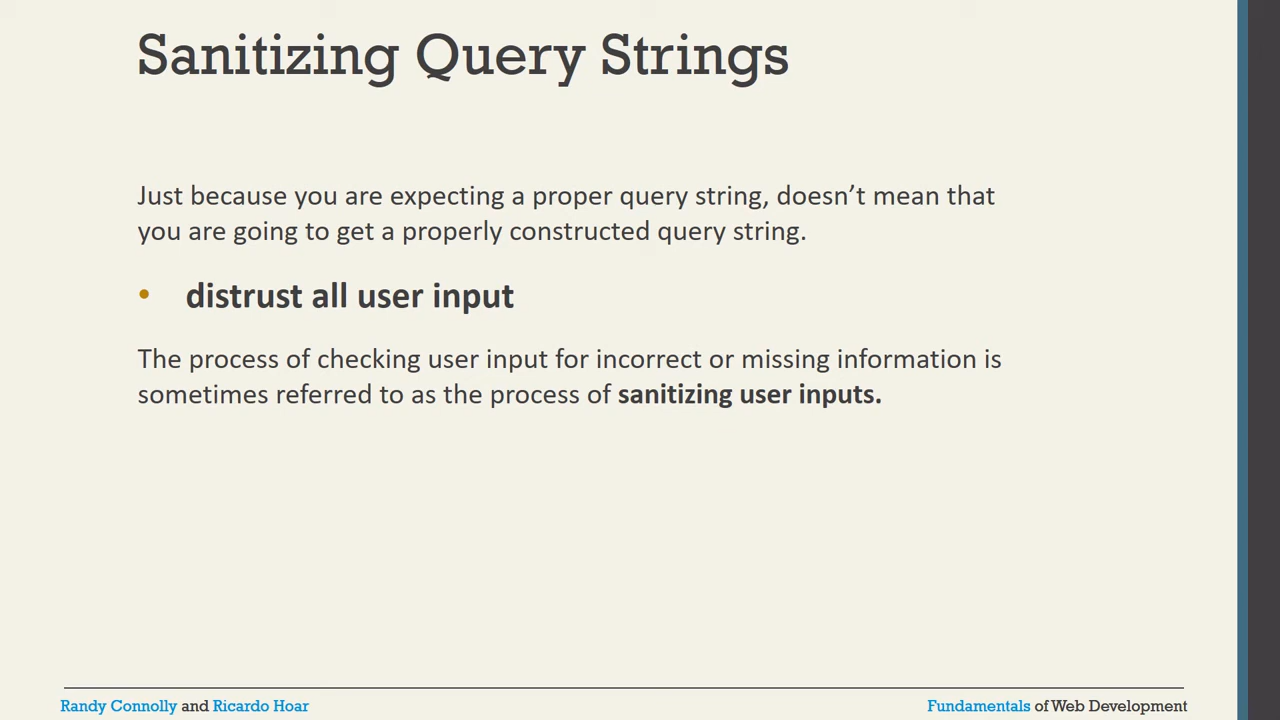 Sanitizing Query Strings
Just because you are expecting a proper query string, doesn’t mean that
you are going to get a properly constructed query string.
• distrust all user input
The process of checking user input for incorrect or missing information is
sometimes referred to as the process of sanitizing user inputs.
Randy Connolly and Ricardo Hoar
Fundamentals of Web Development